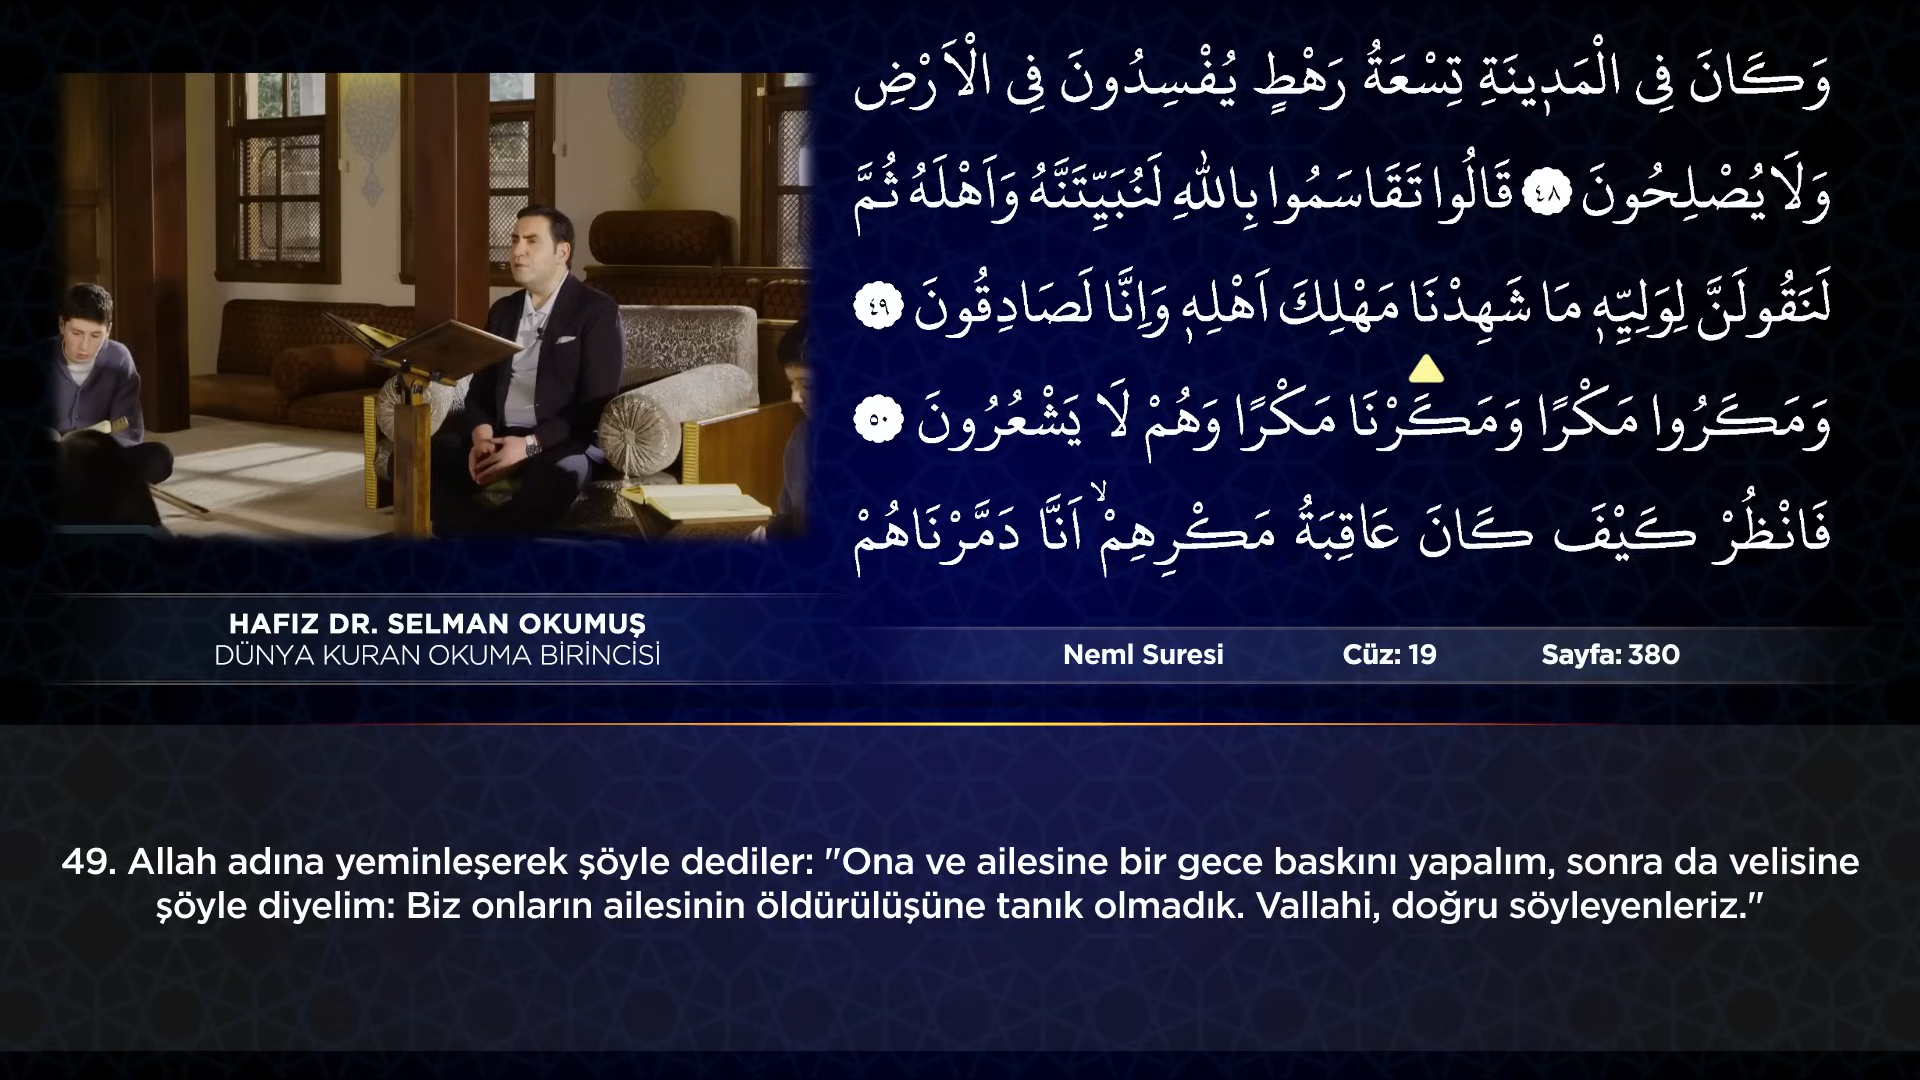 وَكَانَ فِى الْمَد۪ينَةِ تِسْعَةُ رَهْطٍ يُفْسِدُونَ فِى الْاَرْضِ
وَلَا يُصْلِحُونَ ٤٨ قَالُوا تَقَاسَمُوا بِاللّٰهِ لَنُبَيِّتَنَّهُ وَاَهْلَهُ ثُمَّ
لَنَقُولَنَّ لِوَلِيِّه۪ مَا شَهِدْنَا مَهْلِكَ اَهْلِه۪ وَاِنَّا لَصَادِقُونَ ٤٩
وَمَكَرُوا مَكْرًا وَمَكَرْنَا مَكْرًا وَهُمْ لَا يَشْعُرُونَ ٥٠
فَانْظُرْ كَيْفَ كَانَ عَاقِبَةُ مَكْرِهِمْۙ اَنَّا دَمَّرْنَاهُمْ
HAFIZ DR. SELMAN OKUMUŞ
DÜNYA KURAN OKUMA BİRİNCİSİ
Neml Suresi Cüz: 19 Sayfa: 380
49. Allah adına yeminleşerek şöyle dediler: "Ona ve ailesine bir gece baskını yapalım, sonra da velisine
şöyle diyelim: Biz onların ailesinin öldürülüşüne tanık olmadık. Vallahi, doğru söyleyenleriz."